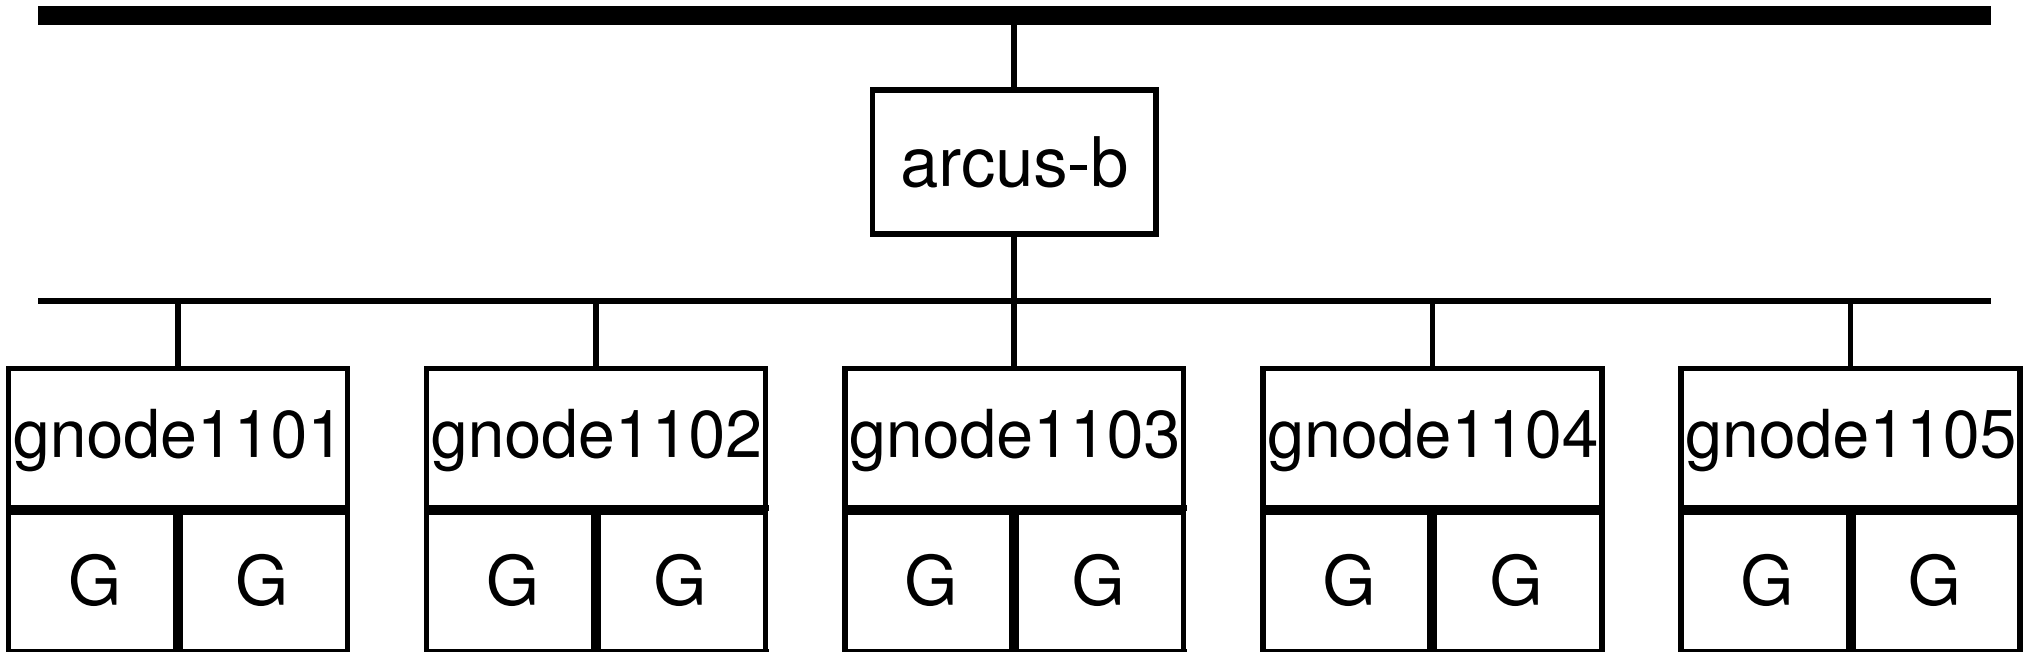 arcus-b
gnode1101 gnode1102 gnode1103 gnode1104 gnode1105
G G G G G G G G G G